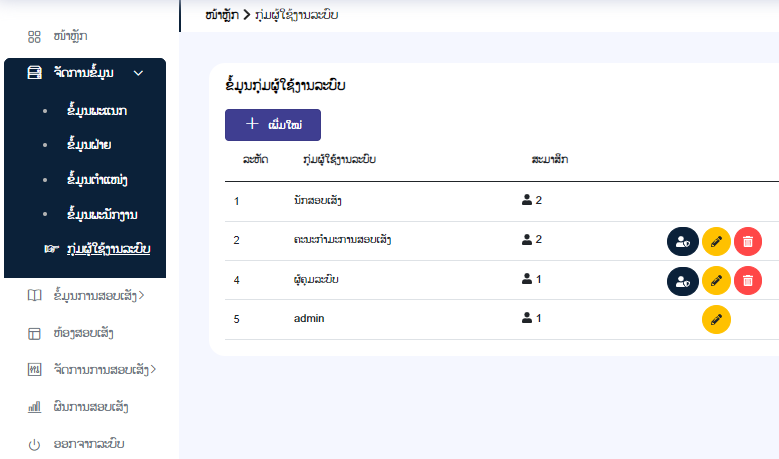 ໜ້າຫຼັກ
ຈັດການຂໍ້ມູນ
ຂໍ້ມູນພະແນກ
ຂໍ້ມູນຝ່າຍ
ຂໍ້ມູນຕຳແໜ່ງ
ຂໍ້ມູນພະນັກງານ
ກຸ່ມຜູ້ໃຊ້ງານລະບົບ
ຂໍ້ມູນການສອບເສັງ
ຫ້ອງສອບເສັງ
ຈັດການການສອບເສັງ
ຜົນການສອບເສັງ
ອອກຈາກລະບົບ
ໜ້າຫຼັກ > ກຸ່ມຜູ້ໃຊ້ງານລະບົບ
ຂໍ້ມູນກຸ່ມຜູ້ໃຊ້ງານລະບົບ
+ ເພີ່ມໃໝ່
ລະຫັດ ກຸ່ມຜູ້ໃຊ້ງານລະບົບ ສະມາສິກ
1 ນັກສອບເສັງ 2
2 ຄະນະກຳມະການສອບເສັງ 2
4 ຜູ້ຄຸມລະບົບ 1
5 admin 1